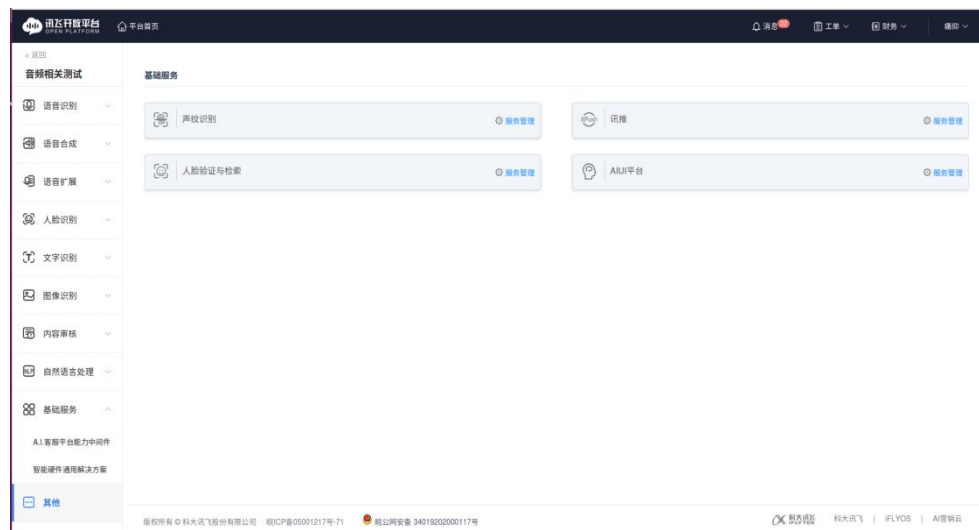 讯飞开放平台
OPEN PLATFORM
平台首页
消息
工单
财务
< 返回
音频相关测试
基础服务
语音识别
声纹识别
服务管理
讯推
服务管理
语音合成
人脸验证与检索
服务管理
AIUI平台
服务管理
语音扩展
人脸识别
文字识别
图像识别
内容审核
自然语言处理
基础服务
A.I.客服平台能力中间件
智能硬件通用解决方案
其他
版权所有 © 科大讯飞股份有限公司 皖ICP备05001217号-71 皖公网安备 34019202000117号
科大讯飞
iFLYTEK
科大讯飞 | iFLYOS | AI营销云